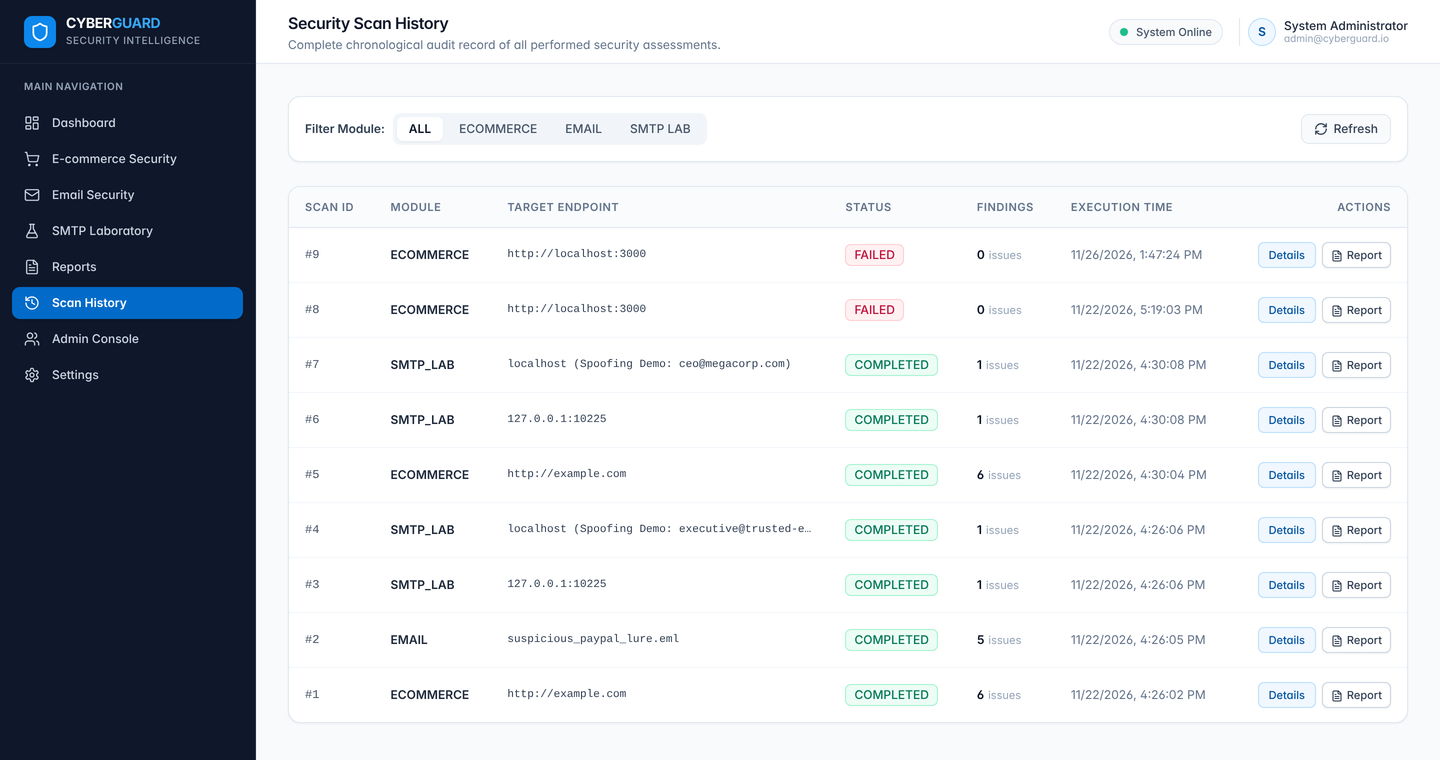 CYBERGUARD
SECURITY INTELLIGENCE
MAIN NAVIGATION
Dashboard
E-commerce Security
Email Security
SMTP Laboratory
Reports
Scan History
Admin Console
Settings
Security Scan History
Complete chronological audit record of all performed security assessments.
System Online
S
System Administrator
admin@cyberguard.io
Filter Module: ALL ECOMMERCE EMAIL SMTP LAB Refresh
SCAN ID MODULE TARGET ENDPOINT STATUS FINDINGS EXECUTION TIME ACTIONS
#9 ECOMMERCE http://localhost:3000 FAILED 0 issues 11/26/2026, 1:47:24 PM Details Report
#8 ECOMMERCE http://localhost:3000 FAILED 0 issues 11/22/2026, 5:19:03 PM Details Report
#7 SMTP_LAB localhost (Spoofing Demo: ceo@megacorp.com) COMPLETED 1 issues 11/22/2026, 4:30:08 PM Details Report
#6 SMTP_LAB 127.0.0.1:10225 COMPLETED 1 issues 11/22/2026, 4:30:08 PM Details Report
#5 ECOMMERCE http://example.com COMPLETED 6 issues 11/22/2026, 4:30:04 PM Details Report
#4 SMTP_LAB localhost (Spoofing Demo: executive@trusted-e… COMPLETED 1 issues 11/22/2026, 4:26:06 PM Details Report
#3 SMTP_LAB 127.0.0.1:10225 COMPLETED 1 issues 11/22/2026, 4:26:06 PM Details Report
#2 EMAIL suspicious_paypal_lure.eml COMPLETED 5 issues 11/22/2026, 4:26:05 PM Details Report
#1 ECOMMERCE http://example.com COMPLETED 6 issues 11/22/2026, 4:26:02 PM Details Report